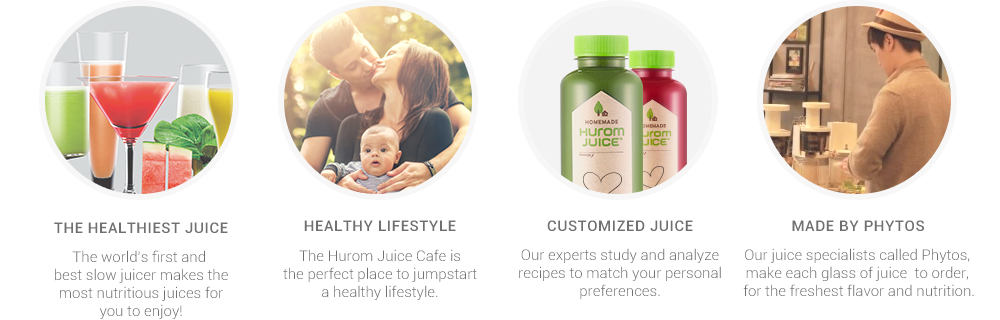 HOMEMADE
HUROM
JUICE
HOMEMADE
UROM
UICE
THE HEALTHIEST JUICE
The world's first and
best slow juicer makes the
most nutritious juices for
you to enjoy!
HEALTHY LIFESTYLE
The Hurom Juice Cafe is
the perfect place to jumpstart
a healthy lifestyle.
CUSTOMIZED JUICE
Our experts study and analyze
recipes to match your personal
preferences.
MADE BY PHYTOS
Our juice specialists called Phytos,
make each glass of juice to order,
for the freshest flavor and nutrition.